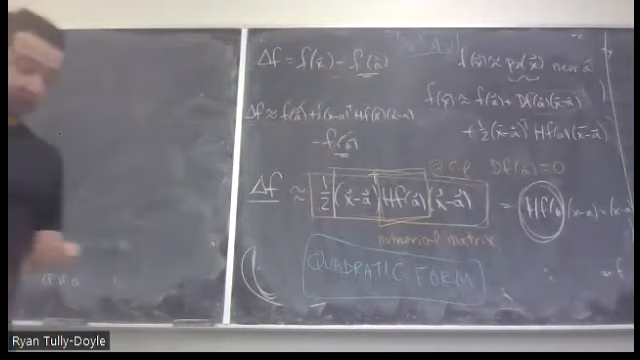 Δf = f(x⃗) - f(a⃗)
Δf ≈ f(a⃗) + ½(x-a)ᵀHf(a)(x-a)
- f(a)
Δf ≈ ½(x⃗-a⃗)Hf(a⃗)(x⃗-a⃗)
numerical matrix
QUADRATIC FORM
f(x⃗) ≈ p₂(x⃗) near a⃗
f(x⃗) ≈ f(a⃗) + Df(a⃗)(x⃗-a⃗)
+ ½(x⃗-a⃗)ᵀ Hf(a)(x⃗-a⃗)
@ c.p Df(a)=0
= Hf(a)(x-a)·(x-a)
Ryan Tully-Doyle